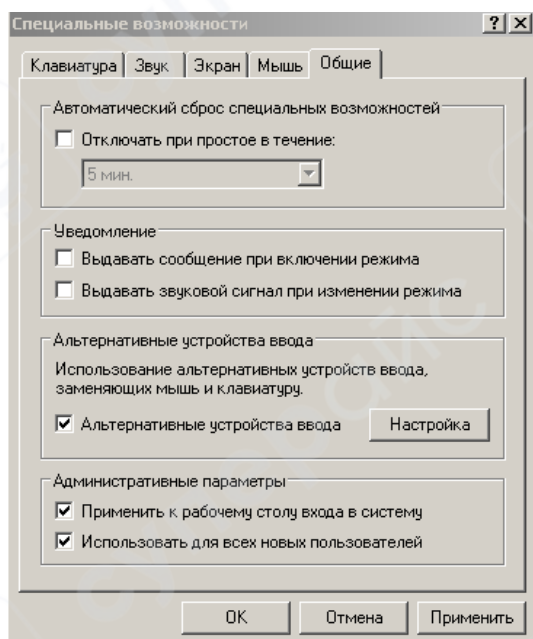 Специальные возможности
Клавиатура Звук Экран Мышь Общие
Автоматический сброс специальных возможностей
Отключать при простое в течение:
5 мин.
Уведомление
Выдавать сообщение при включении режима
Выдавать звуковой сигнал при изменении режима
Альтернативные устройства ввода
Использование альтернативных устройств ввода,
заменяющих мышь и клавиатуру.
Альтернативные устройства ввода Настройка
Административные параметры
Применить к рабочему столу входа в систему
Использовать для всех новых пользователей
OK Отмена Применить